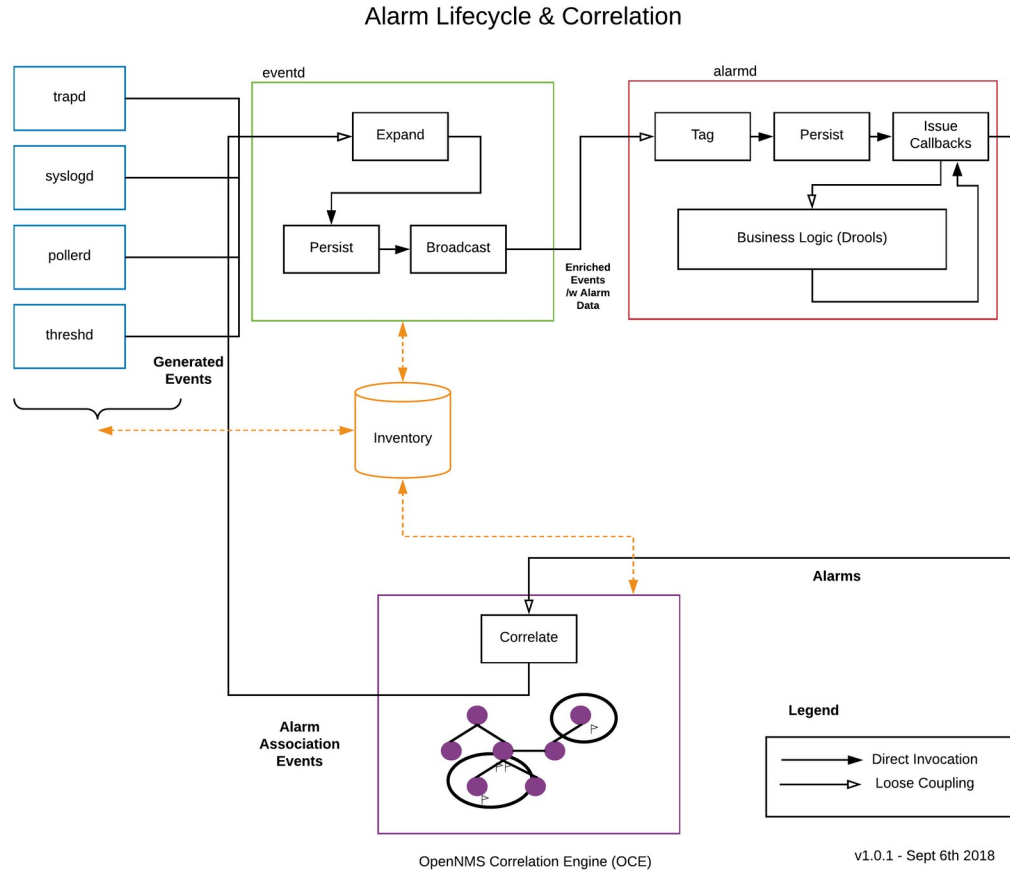 Alarm Lifecycle & Correlation
trapd
syslogd
pollerd
threshd
Generated
Events
eventd
Expand
Persist
Broadcast
Enriched
Events
/w Alarm
Data
alarmd
Tag
Persist
Issue
Callbacks
Business Logic (Drools)
Inventory
Alarms
Correlate
Alarm
Association
Events
OpenNMS Correlation Engine (OCE)
Legend
Direct Invocation
Loose Coupling
v1.0.1 - Sept 6th 2018